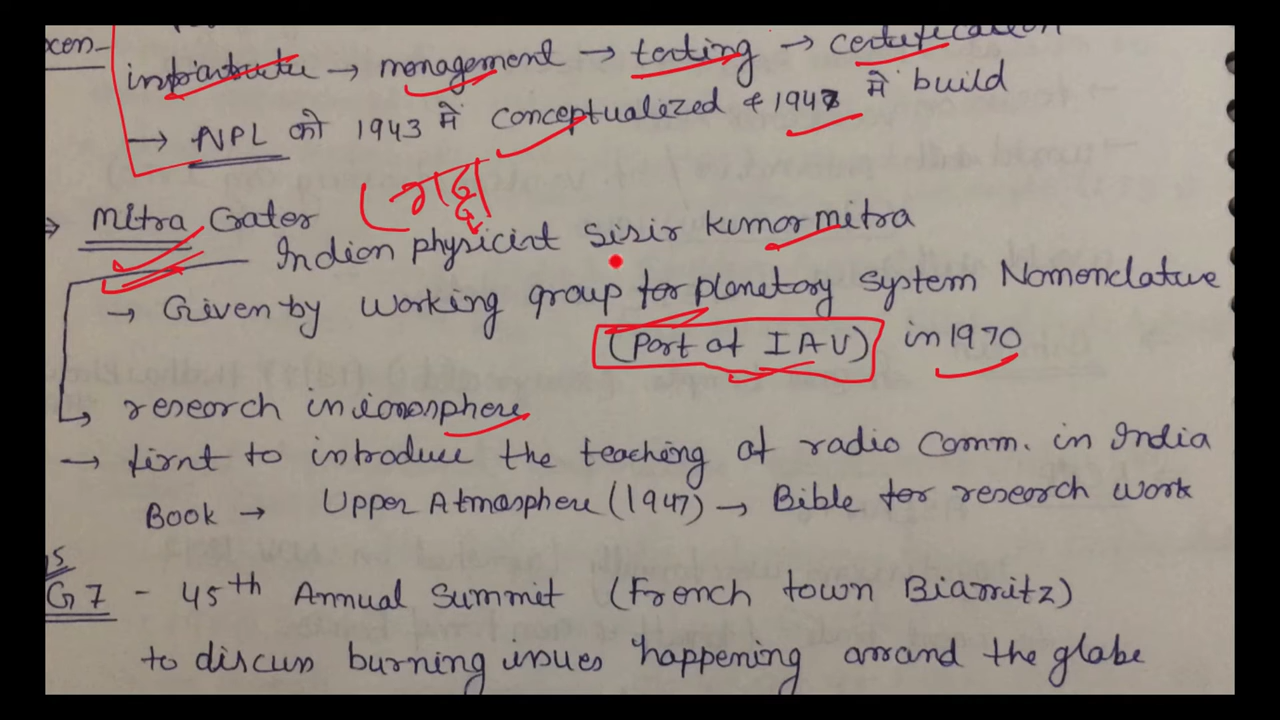 infrastructure → management → testing → certification
→ NPL को 1943 में conceptualized & 1947 में build
गड्ढा
⇒ Mitra Crater
Indian physicist Sisir kumar mitra
→ Given by working group for planetary System Nomenclature
(Part of IAU) in 1970
↳ research in ionosphere
→ first to introduce the teaching of radio Comm. in India
Book → Upper Atmosphere (1947) → Bible for research work
G7 - 45th Annual Summit (French town Biarritz)
to discuss burning issues happening around the globe